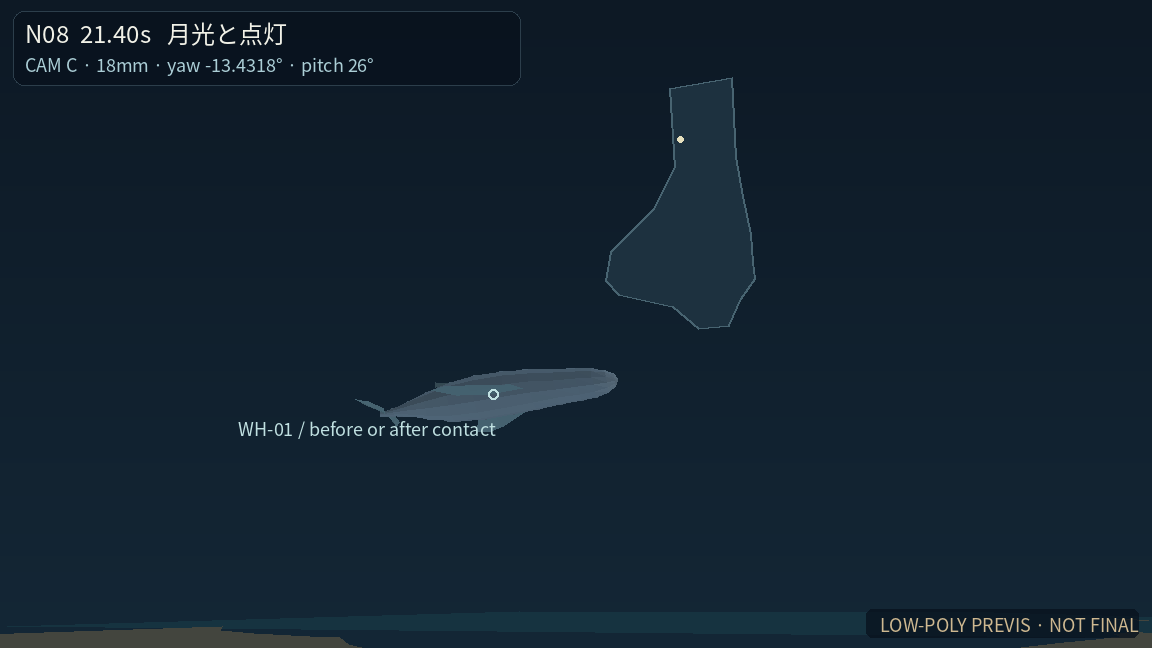 N08 21.40s 月光と点灯
CAM C · 18mm · yaw -13.4318° · pitch 26°
WH-01 / before or after contact
LOW-POLY PREVIS · NOT FINAL